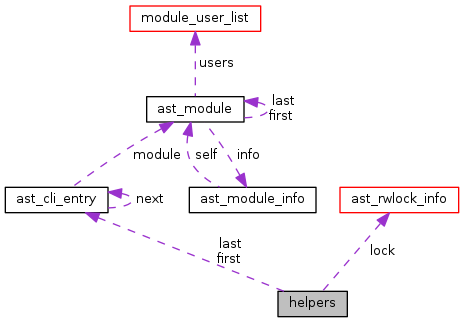 module_user_list
users
ast_module
last
first
module
self
info
ast_cli_entry
next
ast_module_info
ast_rwlock_info
last
first
lock
helpers